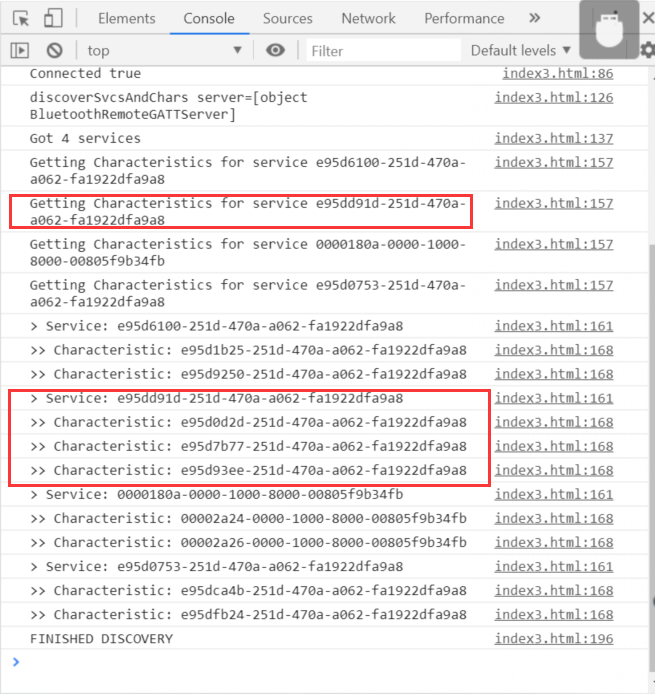 Elements Console Sources Network Performance »
top Filter Default levels
Connected true index3.html:86
discoverSvcsAndChars server=[object index3.html:126
BluetoothRemoteGATTServer]
Got 4 services index3.html:137
Getting Characteristics for service e95d6100-251d-470a- index3.html:157
a062-fa1922dfa9a8
Getting Characteristics for service e95dd91d-251d-470a- index3.html:157
a062-fa1922dfa9a8
Getting Characteristics for service 0000180a-0000-1000- index3.html:157
8000-00805f9b34fb
Getting Characteristics for service e95d0753-251d-470a- index3.html:157
a062-fa1922dfa9a8
> Service: e95d6100-251d-470a-a062-fa1922dfa9a8 index3.html:161
>> Characteristic: e95d1b25-251d-470a-a062-fa1922dfa9a8 index3.html:168
>> Characteristic: e95d9250-251d-470a-a062-fa1922dfa9a8 index3.html:168
> Service: e95dd91d-251d-470a-a062-fa1922dfa9a8 index3.html:161
>> Characteristic: e95d0d2d-251d-470a-a062-fa1922dfa9a8 index3.html:168
>> Characteristic: e95d7b77-251d-470a-a062-fa1922dfa9a8 index3.html:168
>> Characteristic: e95d93ee-251d-470a-a062-fa1922dfa9a8 index3.html:168
> Service: 0000180a-0000-1000-8000-00805f9b34fb index3.html:161
>> Characteristic: 00002a24-0000-1000-8000-00805f9b34fb index3.html:168
>> Characteristic: 00002a26-0000-1000-8000-00805f9b34fb index3.html:168
> Service: e95d0753-251d-470a-a062-fa1922dfa9a8 index3.html:161
>> Characteristic: e95dca4b-251d-470a-a062-fa1922dfa9a8 index3.html:168
>> Characteristic: e95dfb24-251d-470a-a062-fa1922dfa9a8 index3.html:168
FINISHED DISCOVERY index3.html:196
>